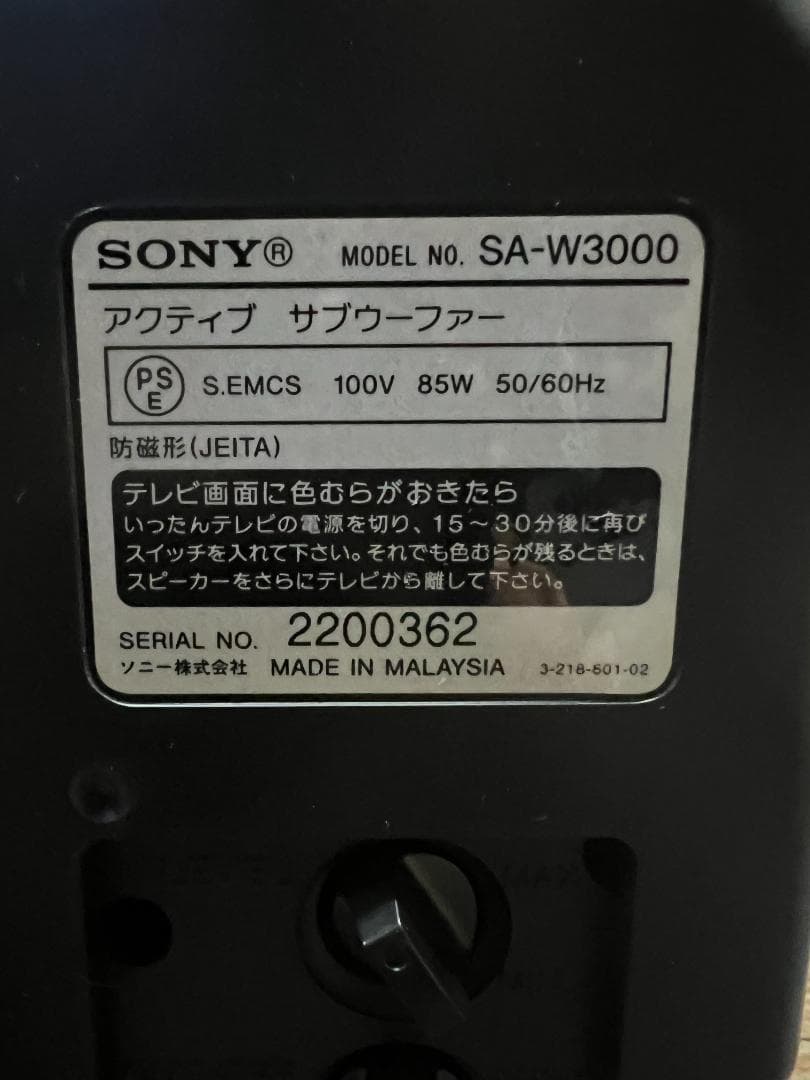 SONY® MODEL NO. SA-W3000
アクティブ サブウーファー
PSE S.EMCS 100V 85W 50/60Hz
防磁形(JEITA)
テレビ画面に色むらがおきたら
いったんテレビの電源を切り、15～30分後に再び
スイッチを入れて下さい。それでも色むらが残るときは、
スピーカーをさらにテレビから離して下さい。
SERIAL NO. 2200362
ソニー株式会社 MADE IN MALAYSIA 3-218-601-02